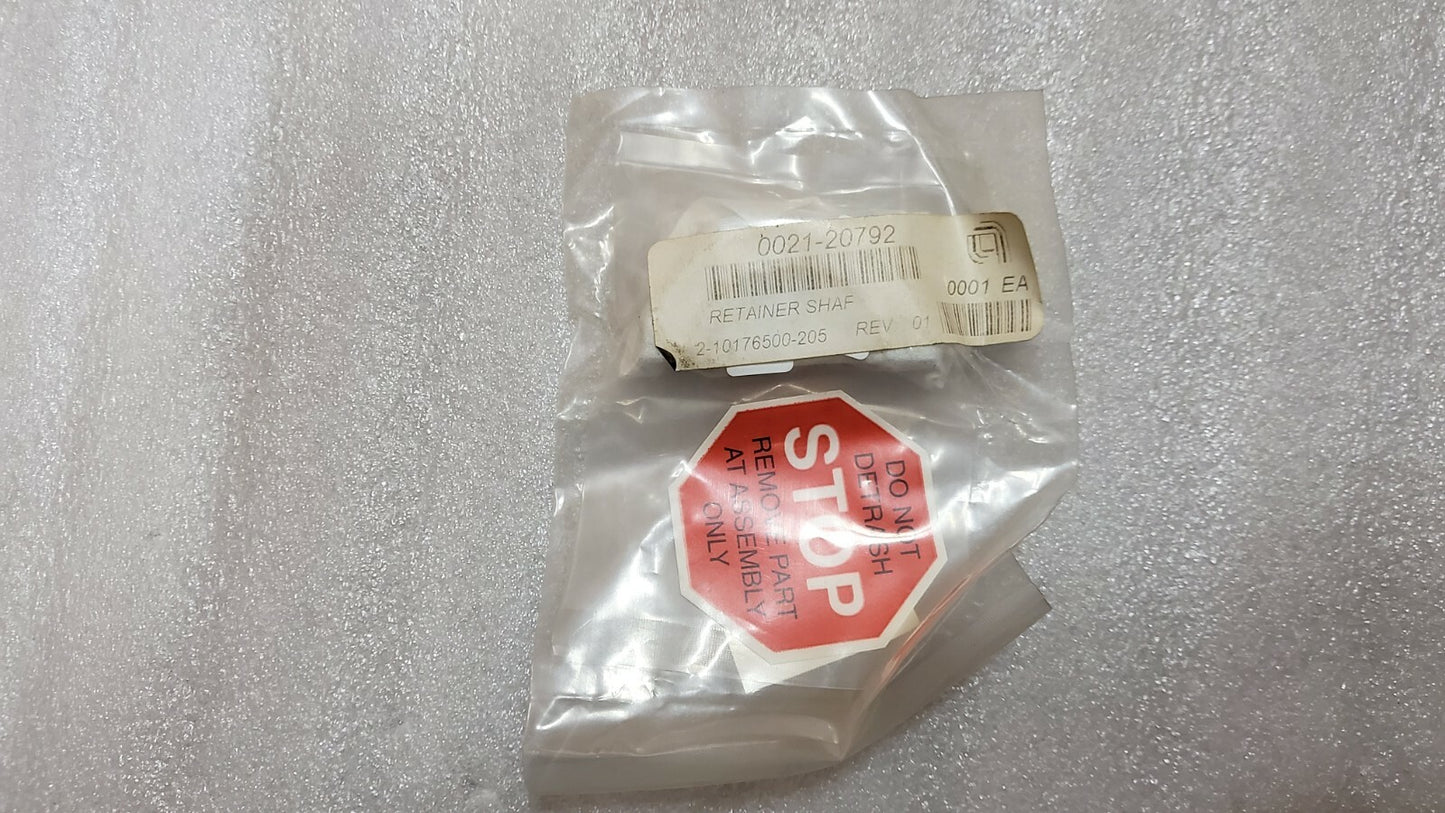 0021-20792
0001 EA
RETAINER SHAF
2-10176500-205 REV 01
DO NOT
DETRASH
STOP
REMOVE PART
AT ASSEMBLY
ONLY